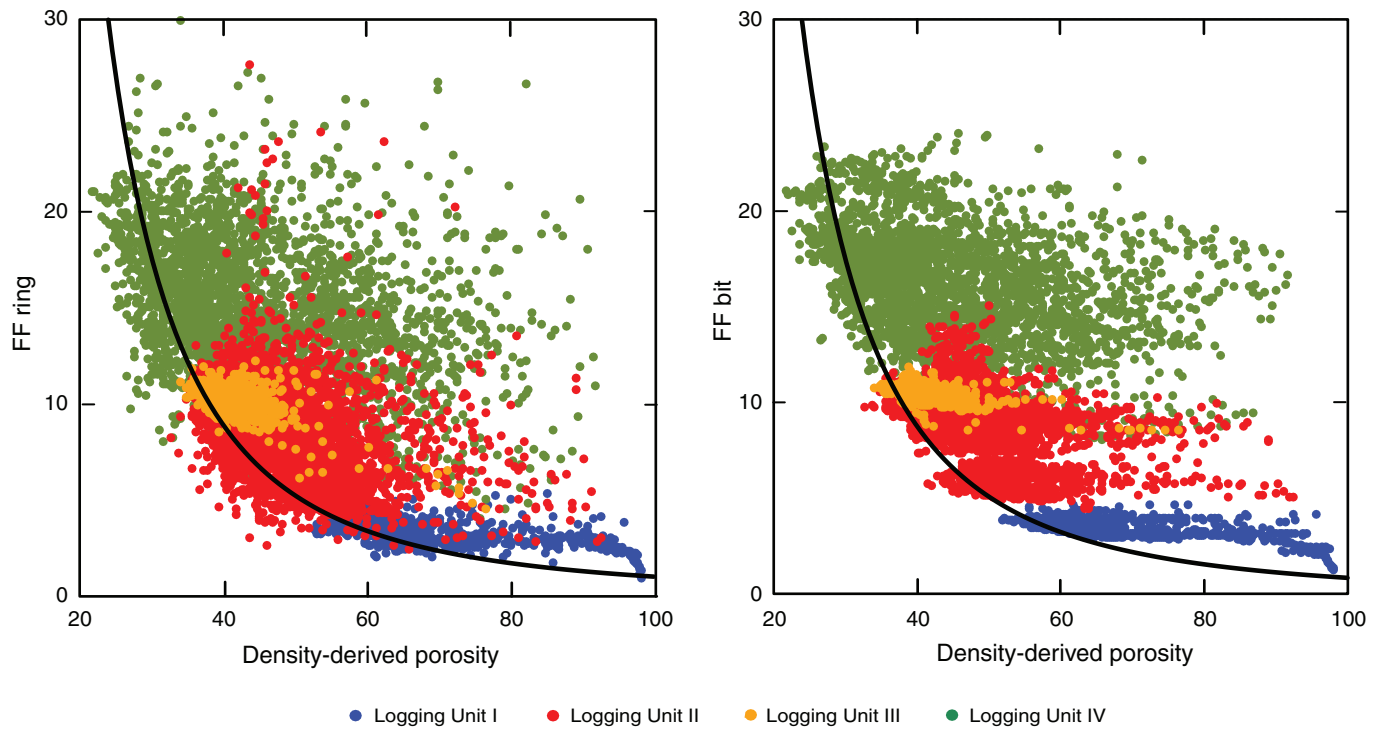 30
20
10
0
20
40
60
80
100
FF ring
Density-derived porosity
30
20
10
0
20
40
60
80
100
FF bit
Density-derived porosity
Logging Unit I
Logging Unit II
Logging Unit III
Logging Unit IV